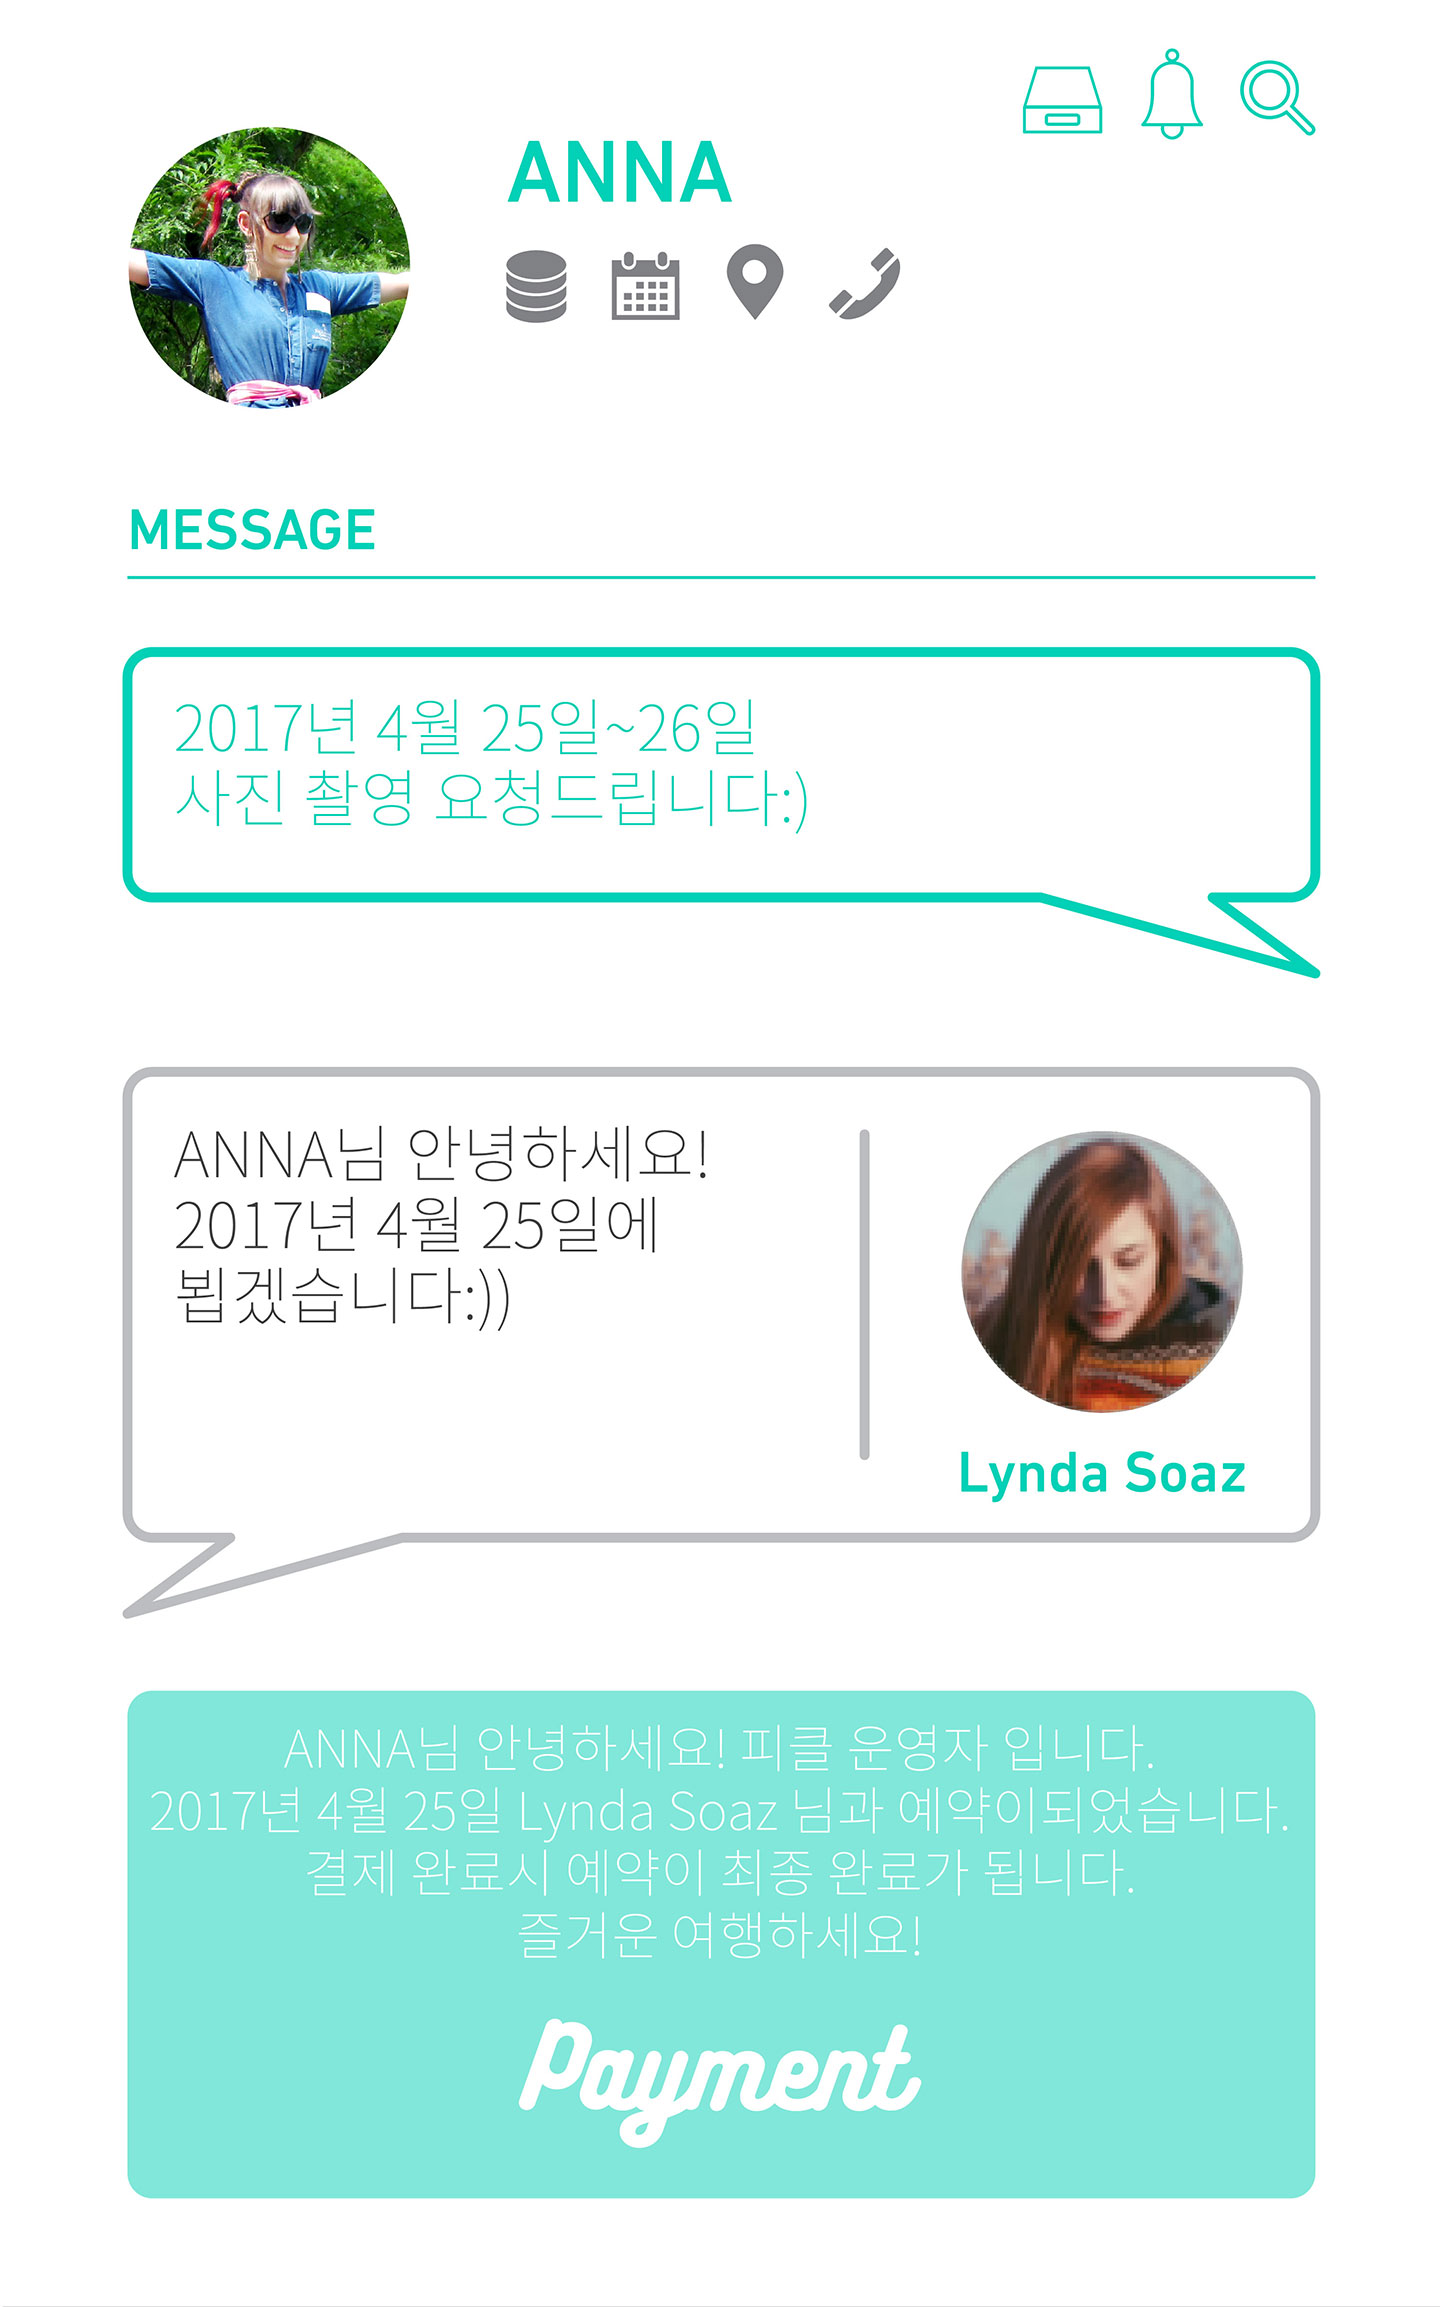 ANNA
MESSAGE
2017년 4월 25일~26일
사진 촬영 요청드립니다:)
ANNA님 안녕하세요!
2017년 4월 25일에
뵙겠습니다:))
Lynda Soaz
ANNA님 안녕하세요! 피클 운영자 입니다.
2017년 4월 25일 Lynda Soaz 님과 예약이되었습니다.
결제 완료시 예약이 최종 완료가 됩니다.
즐거운 여행하세요!
Payment